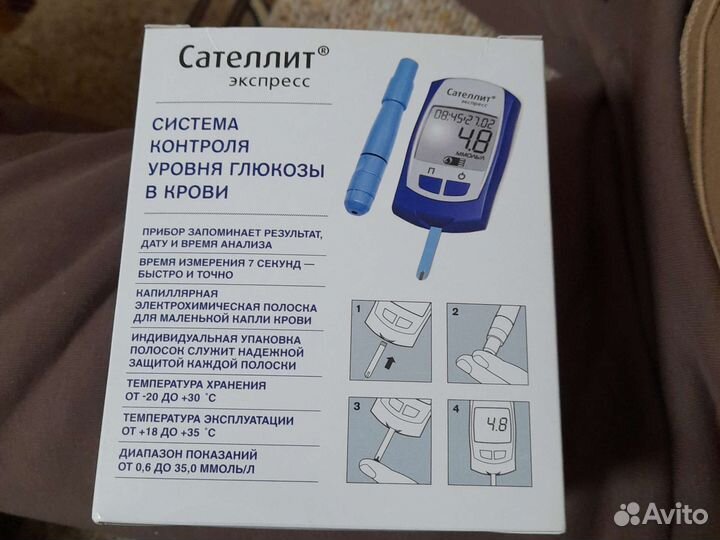 Сателлит®
экспресс
СИСТЕМА
КОНТРОЛЯ
УРОВНЯ ГЛЮКОЗЫ
В КРОВИ
ПРИБОР ЗАПОМИНАЕТ РЕЗУЛЬТАТ,
ДАТУ И ВРЕМЯ АНАЛИЗА
ВРЕМЯ ИЗМЕРЕНИЯ 7 СЕКУНД —
БЫСТРО И ТОЧНО
КАПИЛЛЯРНАЯ
ЭЛЕКТРОХИМИЧЕСКАЯ ПОЛОСКА
ДЛЯ МАЛЕНЬКОЙ КАПЛИ КРОВИ
ИНДИВИДУАЛЬНАЯ УПАКОВКА
ПОЛОСОК СЛУЖИТ НАДЕЖНОЙ
ЗАЩИТОЙ КАЖДОЙ ПОЛОСКИ
ТЕМПЕРАТУРА ХРАНЕНИЯ
ОТ -20 ДО +30 °С
ТЕМПЕРАТУРА ЭКСПЛУАТАЦИИ
ОТ +18 ДО +35 °С
ДИАПАЗОН ПОКАЗАНИЙ
ОТ 0,6 ДО 35,0 ММОЛЬ/Л
Сателлит®
экспресс
08:45 27.02
4.8
ММОЛЬ/Л
П
1
2
3
4
4.8
Avito